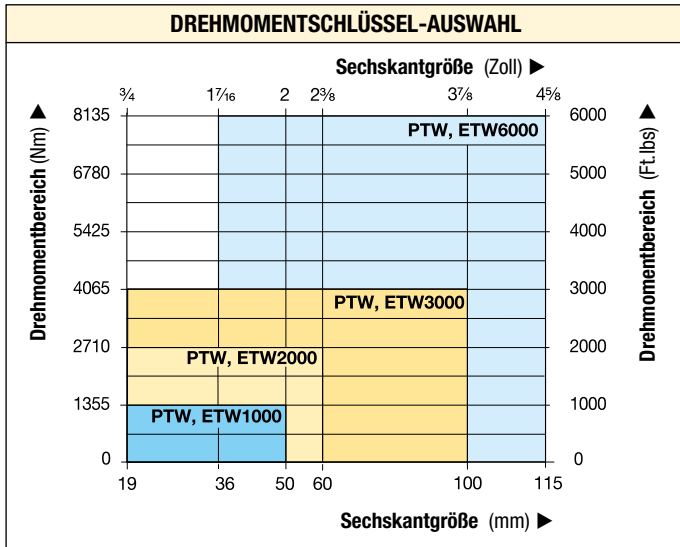 DREHMOMENTSCHLÜSSEL-AUSWAHL
Sechskantgröße (Zoll) ▶
¾ 1⁷⁄₁₆ 2 2⅜ 3⅞ 4⅝
Drehmomentbereich (Nm) ▶
8135
6780
5425
4065
2710
1355
0
PTW, ETW6000
PTW, ETW3000
PTW, ETW2000
PTW, ETW1000
6000
5000
4000
3000
2000
1000
0
Drehmomentbereich (Ft.lbs) ▶
19 36 50 60 100 115
Sechskantgröße (mm) ▶